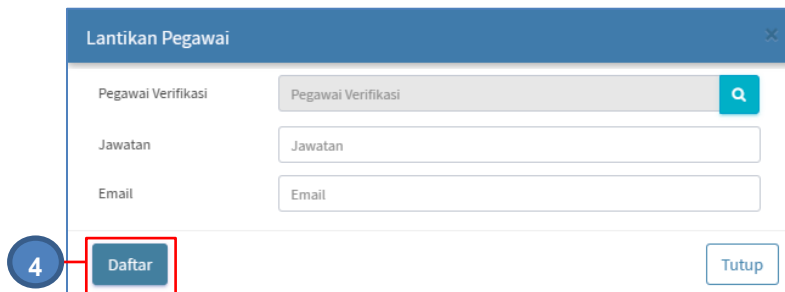 Lantikan Pegawai ×
Pegawai Verifikasi Pegawai Verifikasi
Jawatan Jawatan
Email Email
4 Daftar Tutup